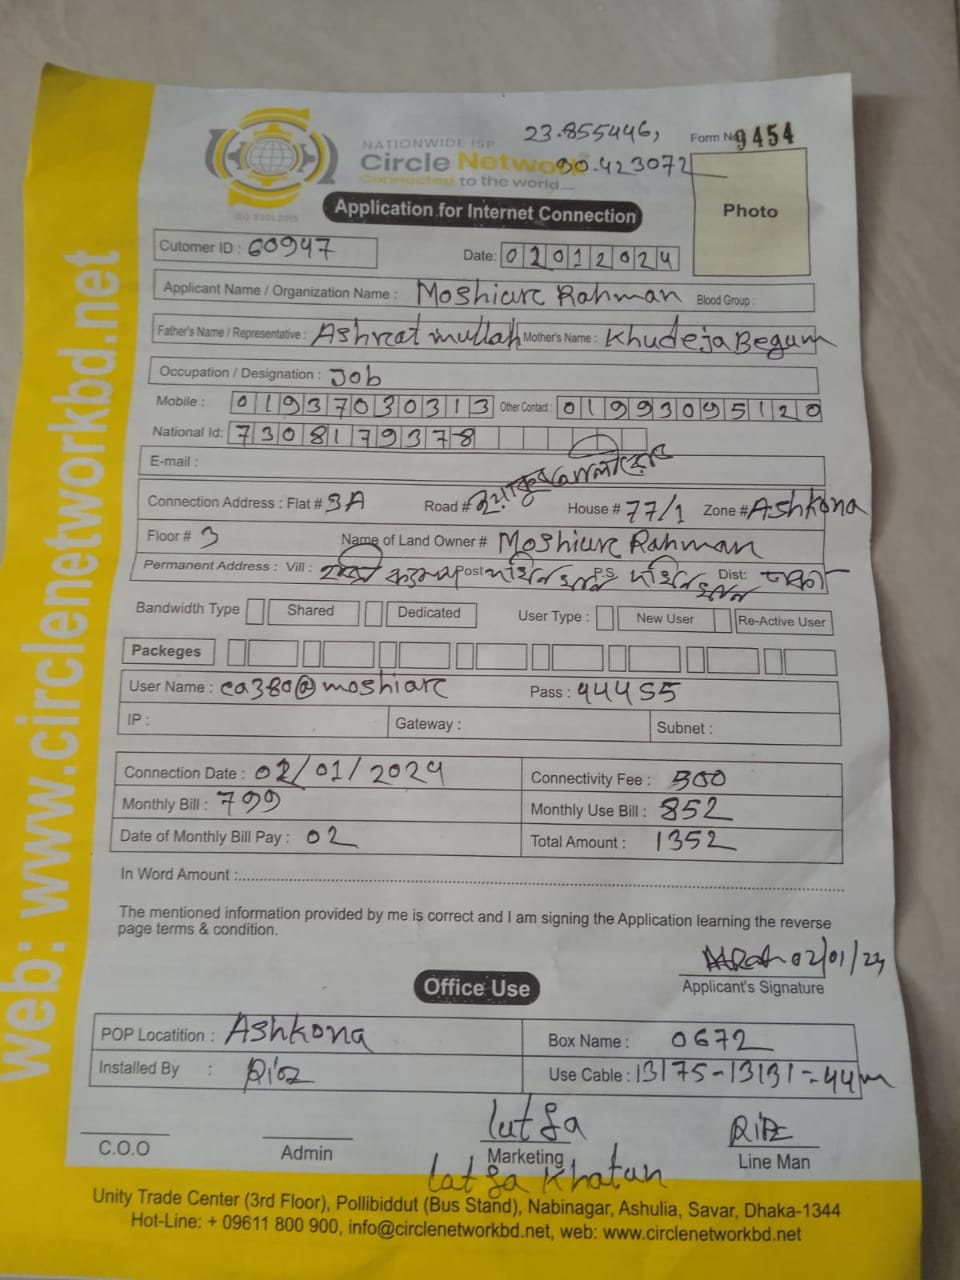 23.855446,
Form No 9454
NATIONWIDE ISP
Circle Network
90.423072
Connected to the world....
ISO 9001:2015
Photo
Application for Internet Connection
Cutomer ID : 60947
Date: 02012024
Applicant Name / Organization Name : Moshiur Rahman Blood Group :
Father's Name / Representative : Ashrat mullah Mother's Name : Khudeja Begum
Occupation / Designation : Job
Mobile : 01937030313 Other Contact : 01993095120
National Id: 7308179378
E-mail :
Connection Address : Flat # 3A Road # House # 77/1 Zone # Ashkona
Floor # 3 Name of Land Owner # Moshiur Rahman
Permanent Address : Vill : Post P.S Dist:
Bandwidth Type Shared Dedicated User Type : New User Re-Active User
Packeges
User Name : ca380@moshiur Pass : 44455
IP : Gateway : Subnet :
Connection Date : 02/01/2024 Connectivity Fee : 500
Monthly Bill : 799 Monthly Use Bill : 852
Date of Monthly Bill Pay : 02 Total Amount : 1352
In Word Amount :
The mentioned information provided by me is correct and I am signing the Application learning the reverse
page terms & condition.
02/01/24
Applicant's Signature
Office Use
POP Locatition : Ashkona Box Name : 0672
Installed By : Use Cable : 13175-13131=44m
lutfa
C.O.O Admin Marketing Line Man
lutfa Khatun
Unity Trade Center (3rd Floor), Pollibiddut (Bus Stand), Nabinagar, Ashulia, Savar, Dhaka-1344
Hot-Line: + 09611 800 900, info@circlenetworkbd.net, web: www.circlenetworkbd.net
web: www.circlenetworkbd.net